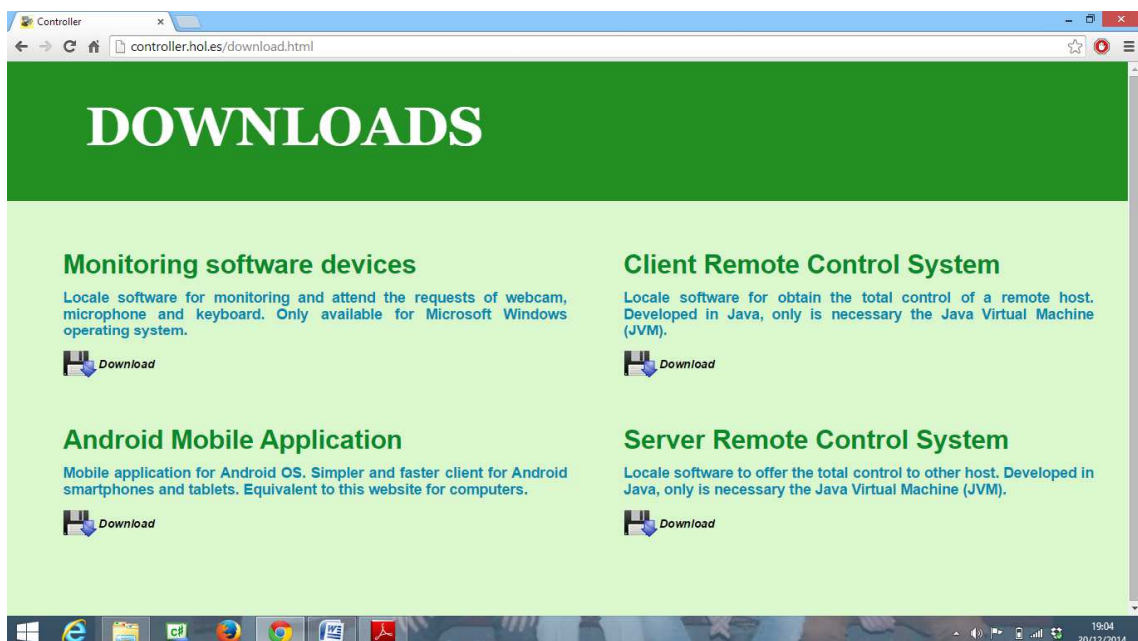 Controller
controller.hol.es/download.html
DOWNLOADS
Monitoring software devices
Locale software for monitoring and attend the requests of webcam,
microphone and keyboard. Only available for Microsoft Windows
operating system.
Download
Client Remote Control System
Locale software for obtain the total control of a remote host.
Developed in Java, only is necessary the Java Virtual Machine
(JVM).
Download
Android Mobile Application
Mobile application for Android OS. Simpler and faster client for Android
smartphones and tablets. Equivalent to this website for computers.
Download
Server Remote Control System
Locale software to offer the total control to other host. Developed in
Java, only is necessary the Java Virtual Machine (JVM).
Download
C#
19:04
30/12/2014